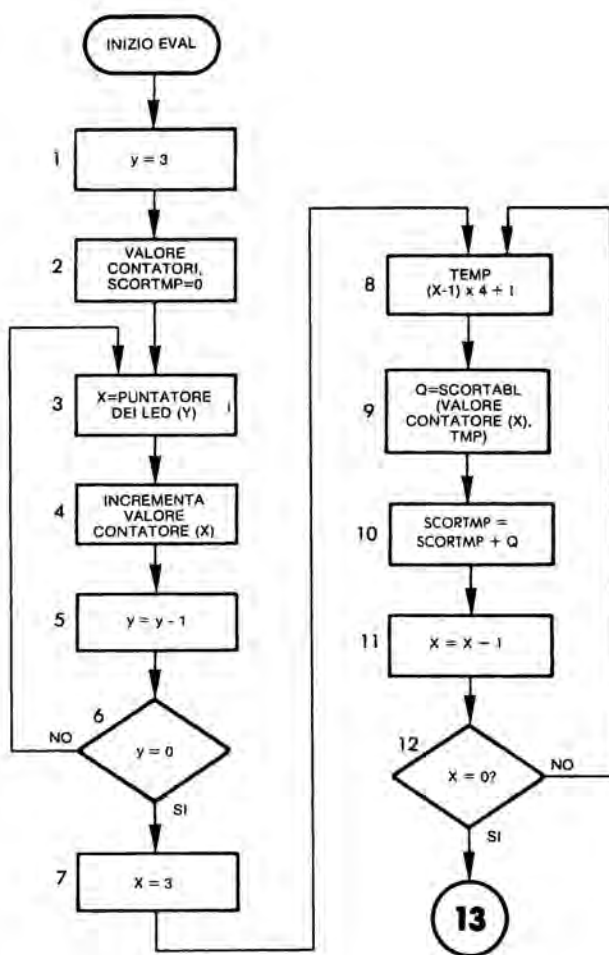 INIZIO EVAL
1
y = 3
2
VALORE
CONTATORI,
SCORTMP=0
3
X=PUNTATORE
DEI LED (Y)
4
INCREMENTA
VALORE
CONTATORE (X)
5
y = y - 1
6
y = 0
NO
SI
7
X = 3
8
TEMP
(X-1) x 4 + 1
9
Q=SCORTABL
(VALORE
CONTATORE (X).
TMP)
10
SCORTMP =
SCORTMP + Q
11
X = X - 1
12
X = 0?
NO
SI
13